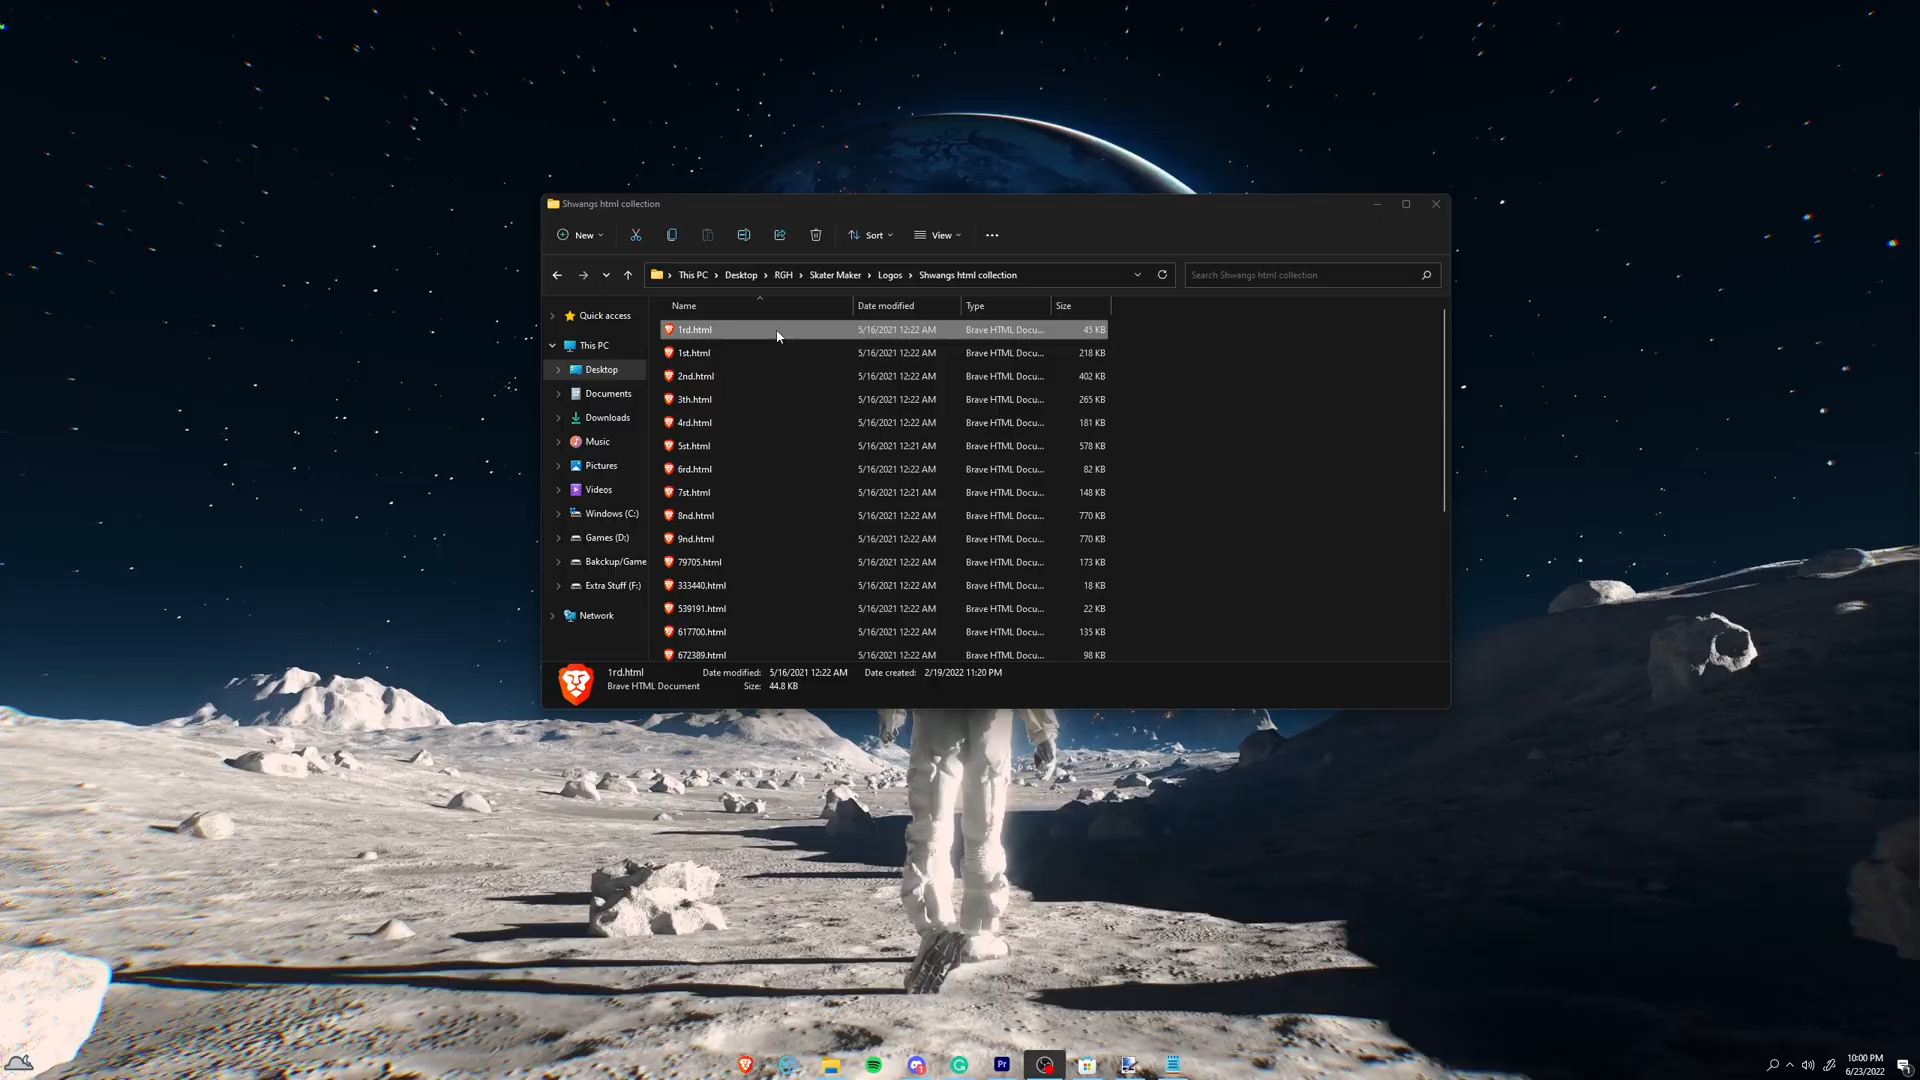 Shwangs html collection
New
Sort
View
This PC > Desktop > RGH > Skater Maker > Logos > Shwangs html collection
Search Shwangs html collection
Name Date modified Type Size
Quick access
This PC
Desktop
Documents
Downloads
Music
Pictures
Videos
Windows (C:)
Games (D:)
Bakckup/Game
Extra Stuff (F:)
Network
1rd.html 5/16/2021 12:22 AM Brave HTML Docu... 45 KB
1st.html 5/16/2021 12:22 AM Brave HTML Docu... 218 KB
2nd.html 5/16/2021 12:22 AM Brave HTML Docu... 402 KB
3th.html 5/16/2021 12:22 AM Brave HTML Docu... 265 KB
4rd.html 5/16/2021 12:22 AM Brave HTML Docu... 181 KB
5st.html 5/16/2021 12:21 AM Brave HTML Docu... 578 KB
6rd.html 5/16/2021 12:22 AM Brave HTML Docu... 82 KB
7st.html 5/16/2021 12:21 AM Brave HTML Docu... 148 KB
8nd.html 5/16/2021 12:22 AM Brave HTML Docu... 770 KB
9nd.html 5/16/2021 12:22 AM Brave HTML Docu... 770 KB
79705.html 5/16/2021 12:22 AM Brave HTML Docu... 173 KB
333440.html 5/16/2021 12:22 AM Brave HTML Docu... 18 KB
539191.html 5/16/2021 12:22 AM Brave HTML Docu... 22 KB
617700.html 5/16/2021 12:22 AM Brave HTML Docu... 135 KB
672389.html 5/16/2021 12:22 AM Brave HTML Docu... 98 KB
1rd.html Date modified: 5/16/2021 12:22 AM Date created: 2/19/2022 11:20 PM
Brave HTML Document Size: 44.8 KB
Pr
10:00 PM
6/23/2022